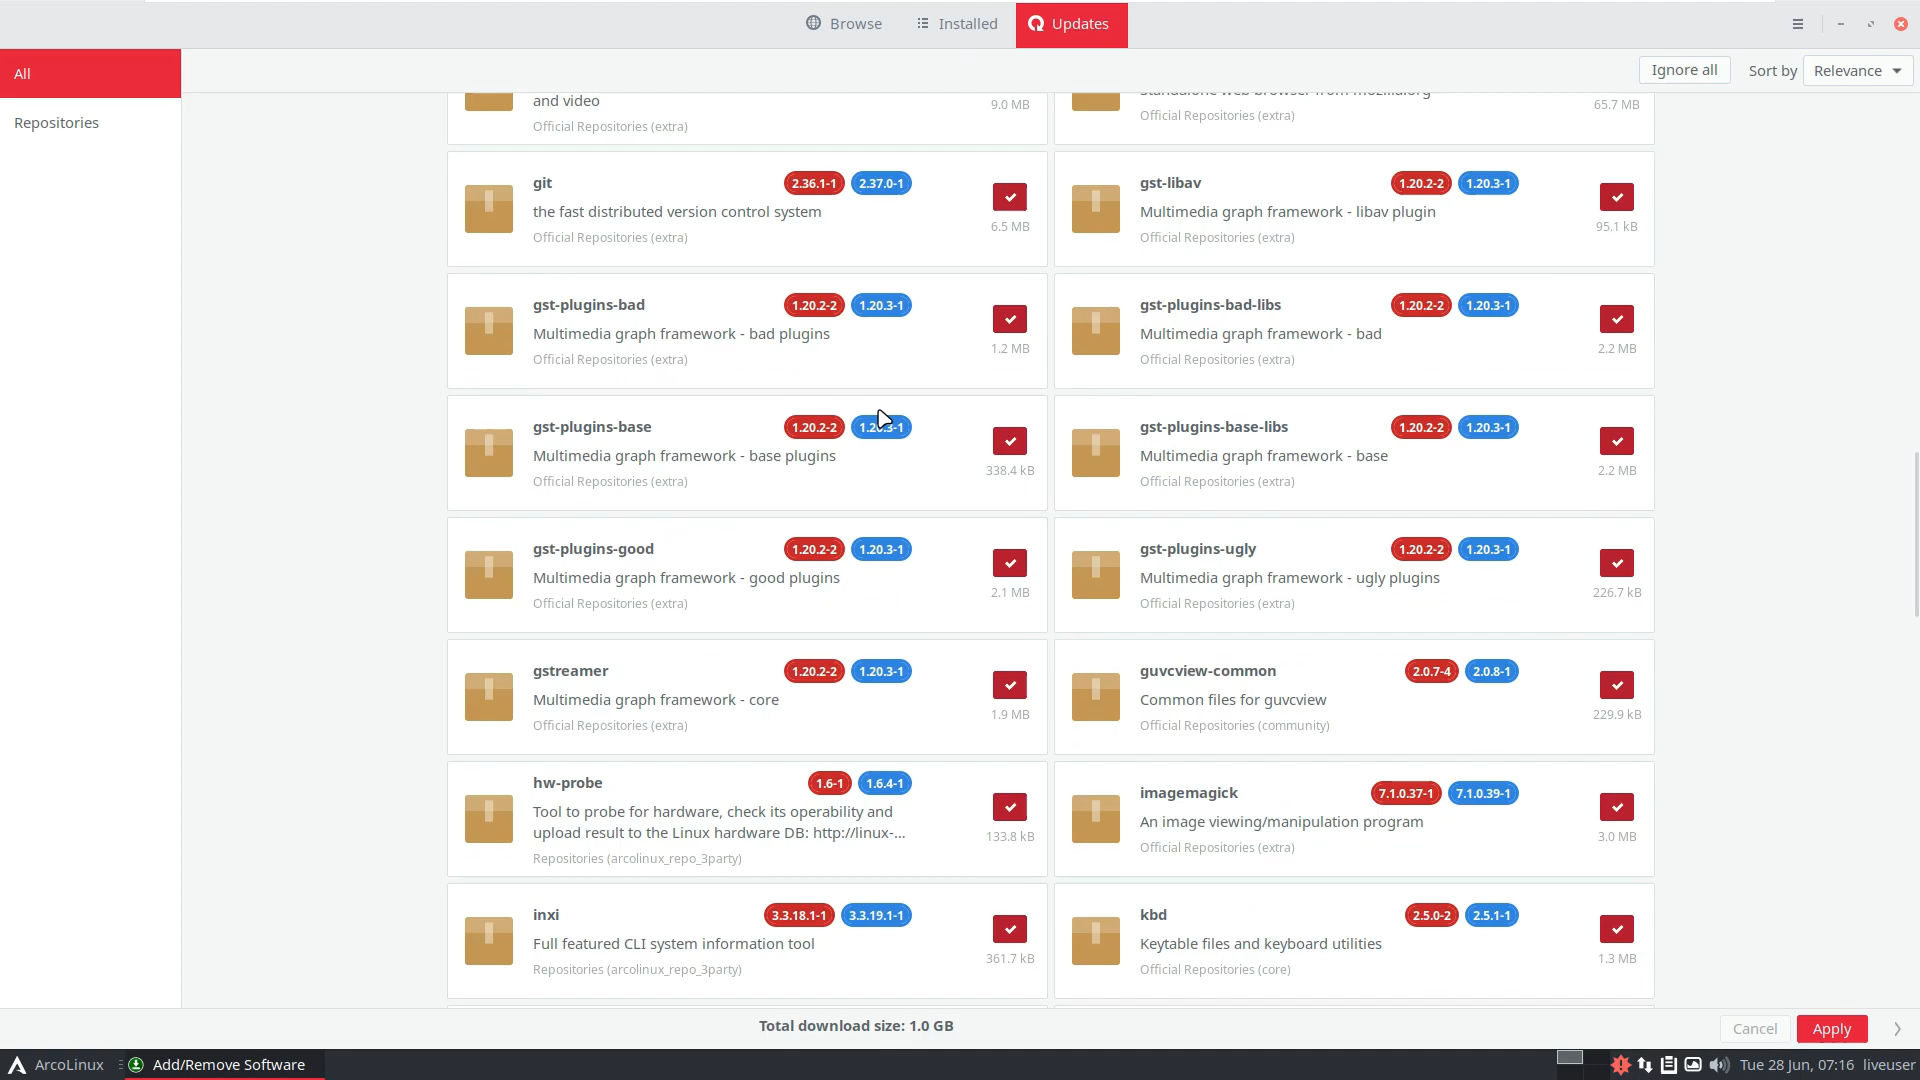 Browse
Installed
Updates
All
Ignore all
Sort by
Relevance
Repositories
and video
9.0 MB
Official Repositories (extra)
standalone web browser from mozilla.org
65.7 MB
Official Repositories (extra)
git
2.36.1-1
2.37.0-1
the fast distributed version control system
6.5 MB
Official Repositories (extra)
gst-libav
1.20.2-2
1.20.3-1
Multimedia graph framework - libav plugin
95.1 kB
Official Repositories (extra)
gst-plugins-bad
1.20.2-2
1.20.3-1
Multimedia graph framework - bad plugins
1.2 MB
Official Repositories (extra)
gst-plugins-bad-libs
1.20.2-2
1.20.3-1
Multimedia graph framework - bad
2.2 MB
Official Repositories (extra)
gst-plugins-base
1.20.2-2
1.20.3-1
Multimedia graph framework - base plugins
338.4 kB
Official Repositories (extra)
gst-plugins-base-libs
1.20.2-2
1.20.3-1
Multimedia graph framework - base
2.2 MB
Official Repositories (extra)
gst-plugins-good
1.20.2-2
1.20.3-1
Multimedia graph framework - good plugins
2.1 MB
Official Repositories (extra)
gst-plugins-ugly
1.20.2-2
1.20.3-1
Multimedia graph framework - ugly plugins
226.7 kB
Official Repositories (extra)
gstreamer
1.20.2-2
1.20.3-1
Multimedia graph framework - core
1.9 MB
Official Repositories (extra)
guvcview-common
2.0.7-4
2.0.8-1
Common files for guvcview
229.9 kB
Official Repositories (community)
hw-probe
1.6-1
1.6.4-1
Tool to probe for hardware, check its operability and
upload result to the Linux hardware DB: http://linux-...
133.8 kB
Repositories (arcolinux_repo_3party)
imagemagick
7.1.0.37-1
7.1.0.39-1
An image viewing/manipulation program
3.0 MB
Official Repositories (extra)
inxi
3.3.18.1-1
3.3.19.1-1
Full featured CLI system information tool
361.7 kB
Repositories (arcolinux_repo_3party)
kbd
2.5.0-2
2.5.1-1
Keytable files and keyboard utilities
1.3 MB
Official Repositories (core)
Total download size: 1.0 GB
Cancel
Apply
ArcoLinux
Add/Remove Software
Tue 28 Jun, 07:16
liveuser